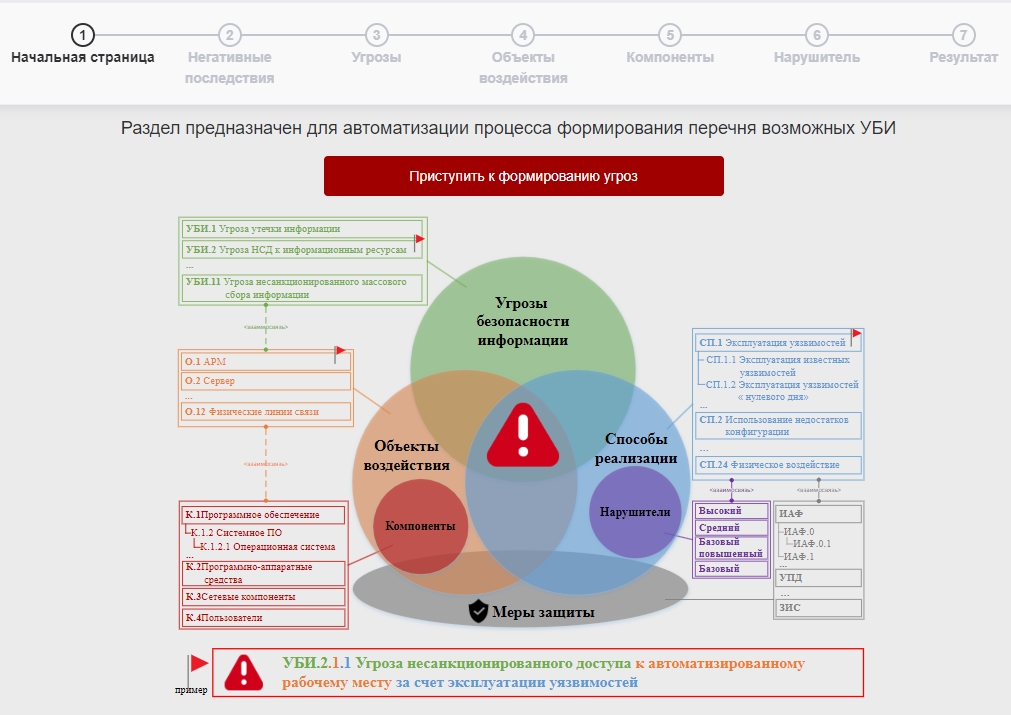 1
Начальная страница
2
Негативные
последствия
3
Угрозы
4
Объекты
воздействия
5
Компоненты
6
Нарушитель
7
Результат
Раздел предназначен для автоматизации процесса формирования перечня возможных УБИ
Приступить к формированию угроз
УБИ.1 Угроза утечки информации
УБИ.2 Угроза НСД к информационным ресурсам
...
УБИ.11 Угроза несанкционированного массового
сбора информации
<взаимосвязь>
О.1 АРМ
О.2 Сервер
...
О.12 Физические линии связи
<взаимосвязь>
К.1Программное обеспечение
К.1.2 Системное ПО
К.1.2.1 Операционная система
...
К.2Программно-аппаратные
средства
К.3Сетевые компоненты
К.4Пользователи
Угрозы
безопасности
информации
Объекты
воздействия
Способы
реализации
Компоненты
Нарушители
Меры защиты
СП.1 Эксплуатация уязвимостей
СП.1.1 Эксплуатация известных
уязвимостей
СП.1.2 Эксплуатация уязвимостей
« нулевого дня»
...
СП.2 Использование недостатков
конфигурации
...
СП.24 Физическое воздействие
<взаимосвязь>
<взаимосвязь>
Высокий
Средний
Базовый
повышенный
Базовый
ИАФ
ИАФ.0
ИАФ.0.1
ИАФ.1
...
УПД
...
ЗИС
пример
УБИ.2.1.1 Угроза несанкционированного доступа к автоматизированному
рабочему месту за счет эксплуатации уязвимостей